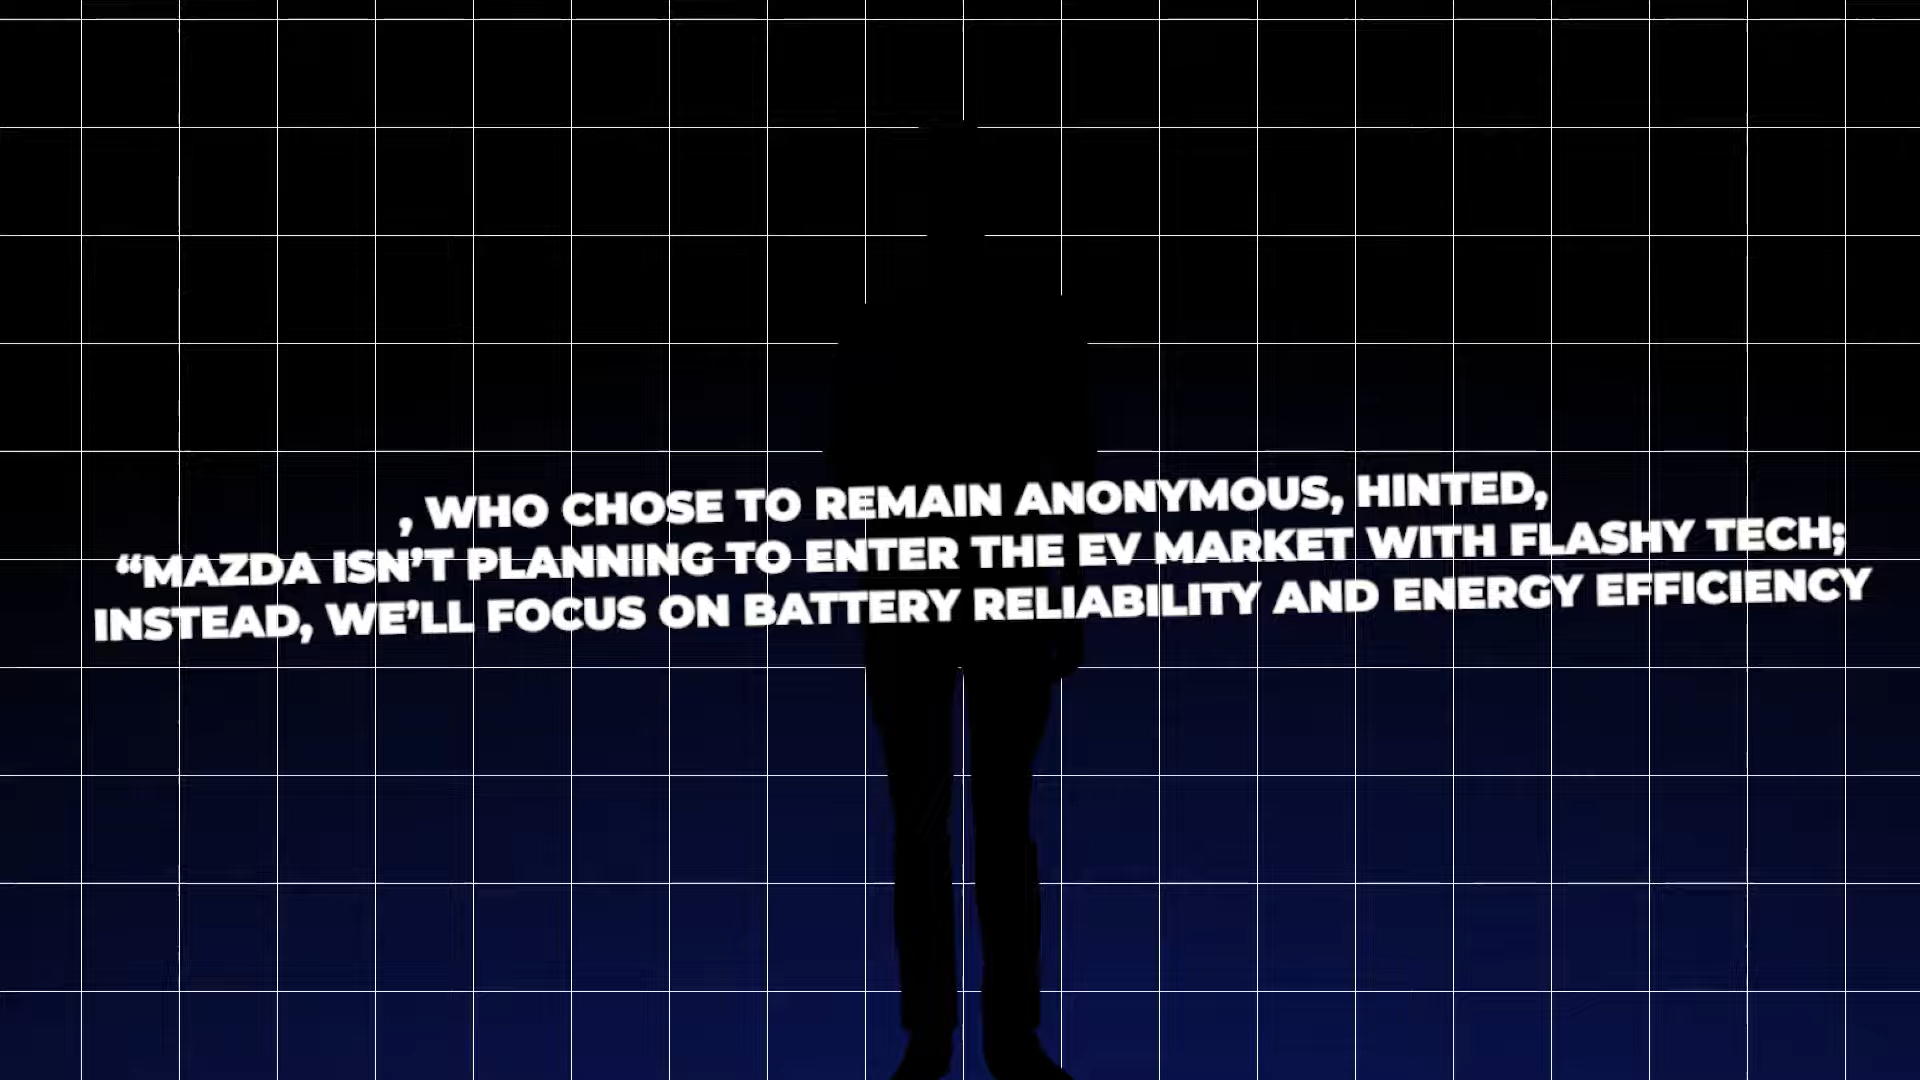 , WHO CHOSE TO REMAIN ANONYMOUS, HINTED,
“MAZDA ISN’T PLANNING TO ENTER THE EV MARKET WITH FLASHY TECH;
INSTEAD, WE’LL FOCUS ON BATTERY RELIABILITY AND ENERGY EFFICIENCY